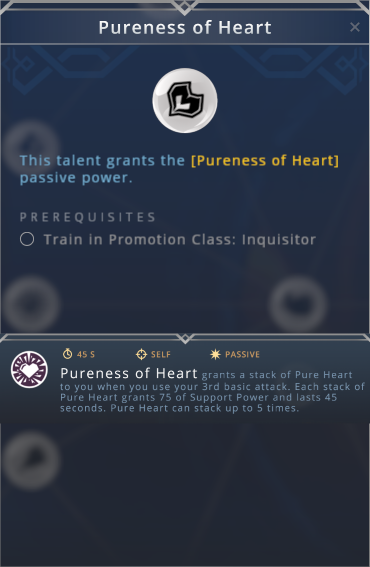 Pureness of Heart
This talent grants the [Pureness of Heart]
passive power.
PREREQUISITES
Train in Promotion Class: Inquisitor
45 S SELF PASSIVE
Pureness of Heart grants a stack of Pure Heart
to you when you use your 3rd basic attack. Each stack of
Pure Heart grants 75 of Support Power and lasts 45
seconds. Pure Heart can stack up to 5 times.